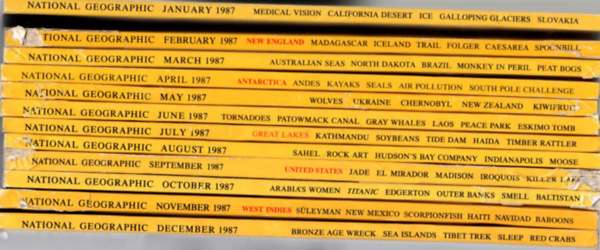 NATIONAL GEOGRAPHIC JANUARY 1987 MEDICAL VISION CALIFORNIA DESERT ICE GALLOPING GLACIERS SLOVAKIA
NATIONAL GEOGRAPHIC FEBRUARY 1987 NEW ENGLAND MADAGASCAR ICELAND TRAIL FOLGER CAESAREA SPOONBILL
NATIONAL GEOGRAPHIC MARCH 1987 AUSTRALIAN SEAS NORTH DAKOTA BRAZIL MONKEY IN PERIL PEAT BOGS
NATIONAL GEOGRAPHIC APRIL 1987 ANTARCTICA ANDES KAYAKS SEALS AIR POLLUTION SOUTH POLE CHALLENGE
NATIONAL GEOGRAPHIC MAY 1987 WOLVES UKRAINE CHERNOBYL NEW ZEALAND KIWIFRUIT
NATIONAL GEOGRAPHIC JUNE 1987 TORNADOES PATOWMACK CANAL GRAY WHALES LAOS PEACE PARK ESKIMO TOMB
NATIONAL GEOGRAPHIC JULY 1987 GREAT LAKES KATHMANDU SOYBEANS TIDE DAM HAIDA TIMBER RATTLER
NATIONAL GEOGRAPHIC AUGUST 1987 SAHEL ROCK ART HUDSON'S BAY COMPANY INDIANAPOLIS MOOSE
NATIONAL GEOGRAPHIC SEPTEMBER 1987 UNITED STATES JADE EL MIRADOR MADISON IROQUOIS KILLER LAKE
NATIONAL GEOGRAPHIC OCTOBER 1987 ARABIA'S WOMEN TITANIC EDGERTON OUTER BANKS SMELL BALTISTAN
NATIONAL GEOGRAPHIC NOVEMBER 1987 WEST INDIES SÜLEYMAN NEW MEXICO SCORPIONFISH HAITI NAVIDAD BABOONS
NATIONAL GEOGRAPHIC DECEMBER 1987 BRONZE AGE WRECK SEA ISLANDS TIBET TREK SLEEP RED CRABS